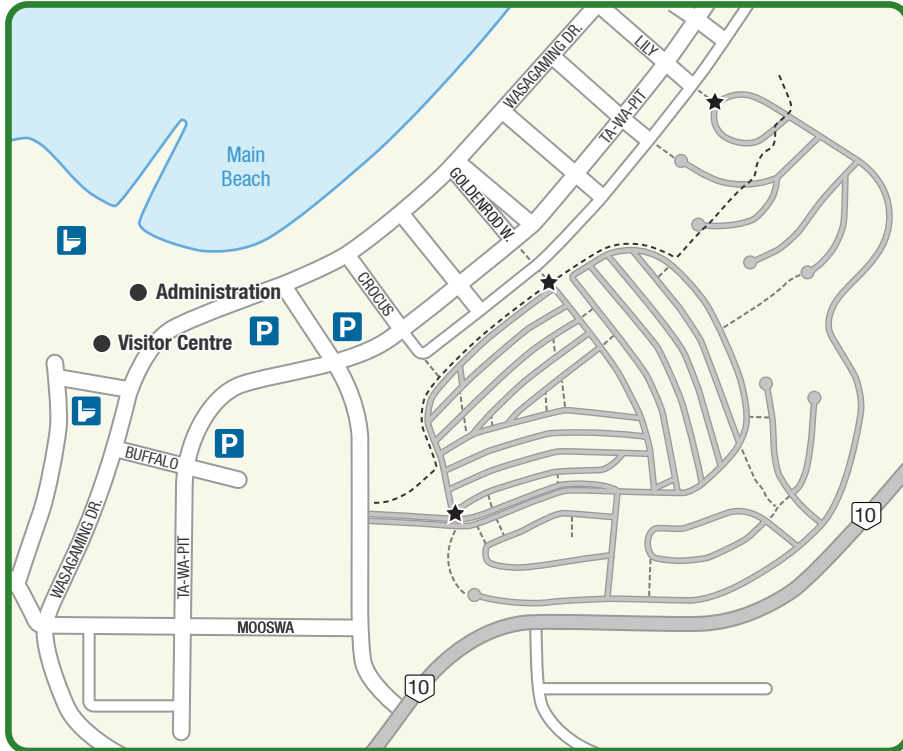 WASAGAMING DR.
LILY
TA-WA-PIT
Main
Beach
GOLDENROD W.
CROCUS
Administration
P
P
Visitor Centre
P
BUFFALO
WASAGAMING DR.
TA-WA-PIT
10
MOOSWA
10